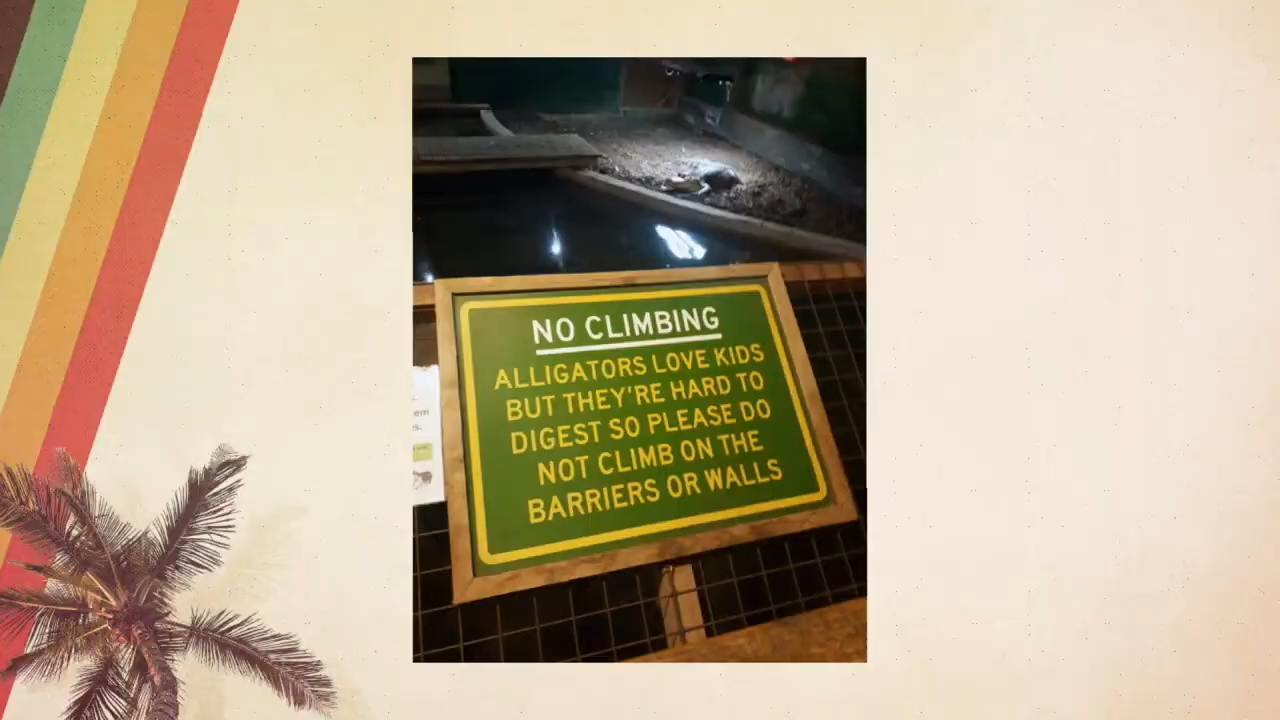 NO CLIMBING
ALLIGATORS LOVE KIDS
BUT THEY'RE HARD TO
DIGEST SO PLEASE DO
NOT CLIMB ON THE
BARRIERS OR WALLS